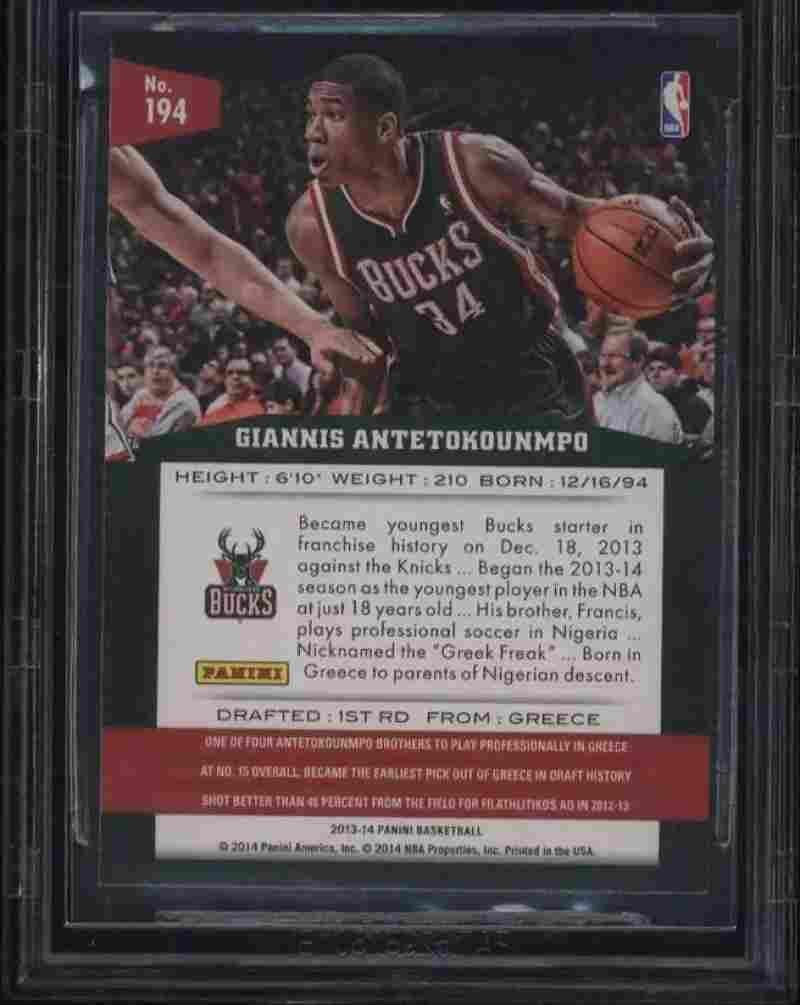 No.
194
NBA
BUCKS
34
GIANNIS ANTETOKOUNMPO
HEIGHT : 6'10" WEIGHT : 210 BORN : 12/16/94
Became youngest Bucks starter in
franchise history on Dec. 18, 2013
against the Knicks ... Began the 2013-14
season as the youngest player in the NBA
at just 18 years old ... His brother, Francis,
plays professional soccer in Nigeria ...
Nicknamed the "Greek Freak" ... Born in
Greece to parents of Nigerian descent.
BUCKS
PANINI
DRAFTED : 1ST RD FROM : GREECE
ONE OF FOUR ANTETOKOUNMPO BROTHERS TO PLAY PROFESSIONALLY IN GREECE
AT NO. 15 OVERALL, BECAME THE EARLIEST PICK OUT OF GREECE IN DRAFT HISTORY
SHOT BETTER THAN 46 PERCENT FROM THE FIELD FOR FILATHLITIKOS AO IN 2012-13
2013-14 PANINI BASKETBALL
© 2014 Panini America, Inc. © 2014 NBA Properties, Inc. Printed in the USA.